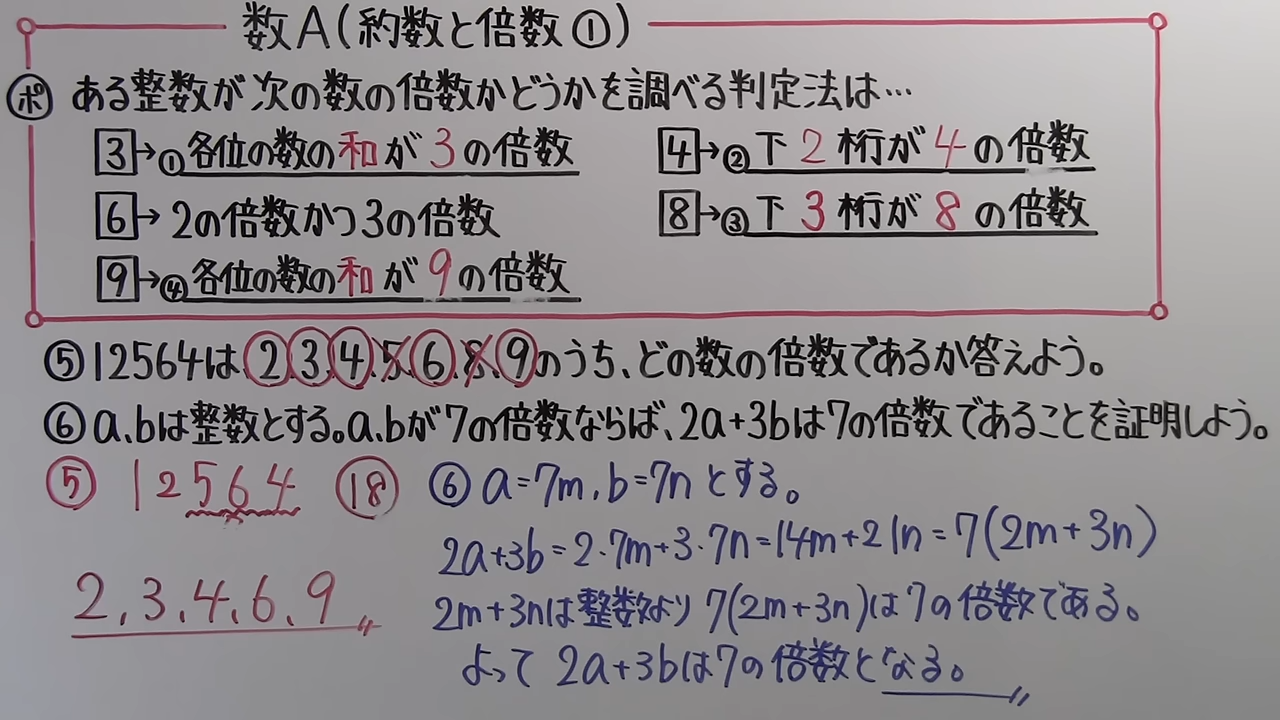 数A(約数と倍数①)
ポ ある整数が次の数の倍数かどうかを調べる判定法は…
3→①各位の数の和が3の倍数
4→②下2桁が4の倍数
6→2の倍数かつ3の倍数
8→③下3桁が8の倍数
9→④各位の数の和が9の倍数
⑤12564は、2.3.4.5.6.8.9のうち、どの数の倍数であるか答えよう。
⑥a、bは整数とする。a、bが7の倍数ならば、2a+3bは7の倍数であることを証明しよう。
⑤ 12564 ⑱
2.3.4.6.9
⑥a=7m, b=7nとする。
2a+3b=2・7m+3・7n=14m+21n=7(2m+3n)
2m+3nは整数より7(2m+3n)は7の倍数である。
よって2a+3bは7の倍数となる。